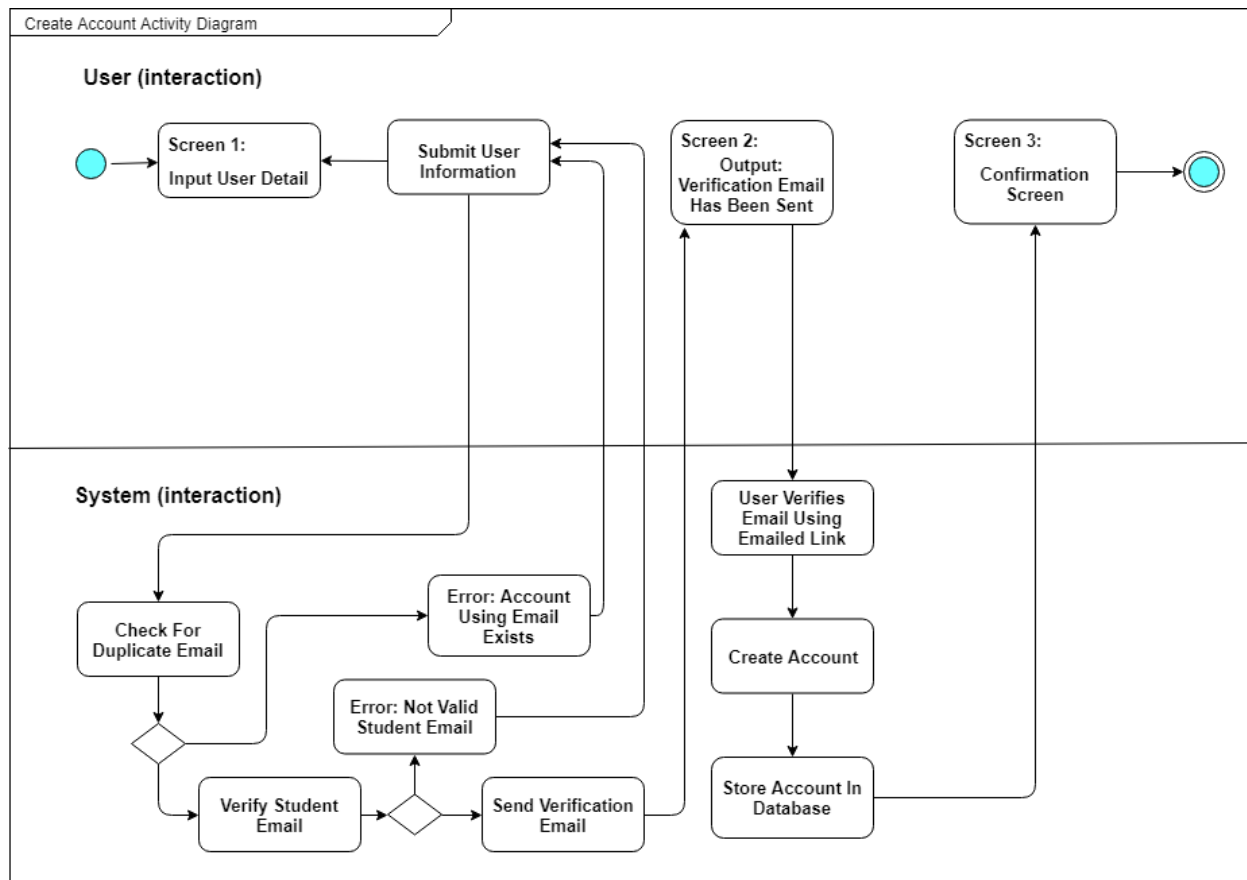 Create Account Activity Diagram
User (interaction)
Screen 1:
Input User Detail
Submit User
Information
Screen 2:
Output:
Verification Email
Has Been Sent
Screen 3:
Confirmation
Screen
System (interaction)
User Verifies
Email Using
Emailed Link
Check For
Duplicate Email
Error: Account
Using Email
Exists
Create Account
Error: Not Valid
Student Email
Verify Student
Email
Send Verification
Email
Store Account In
Database